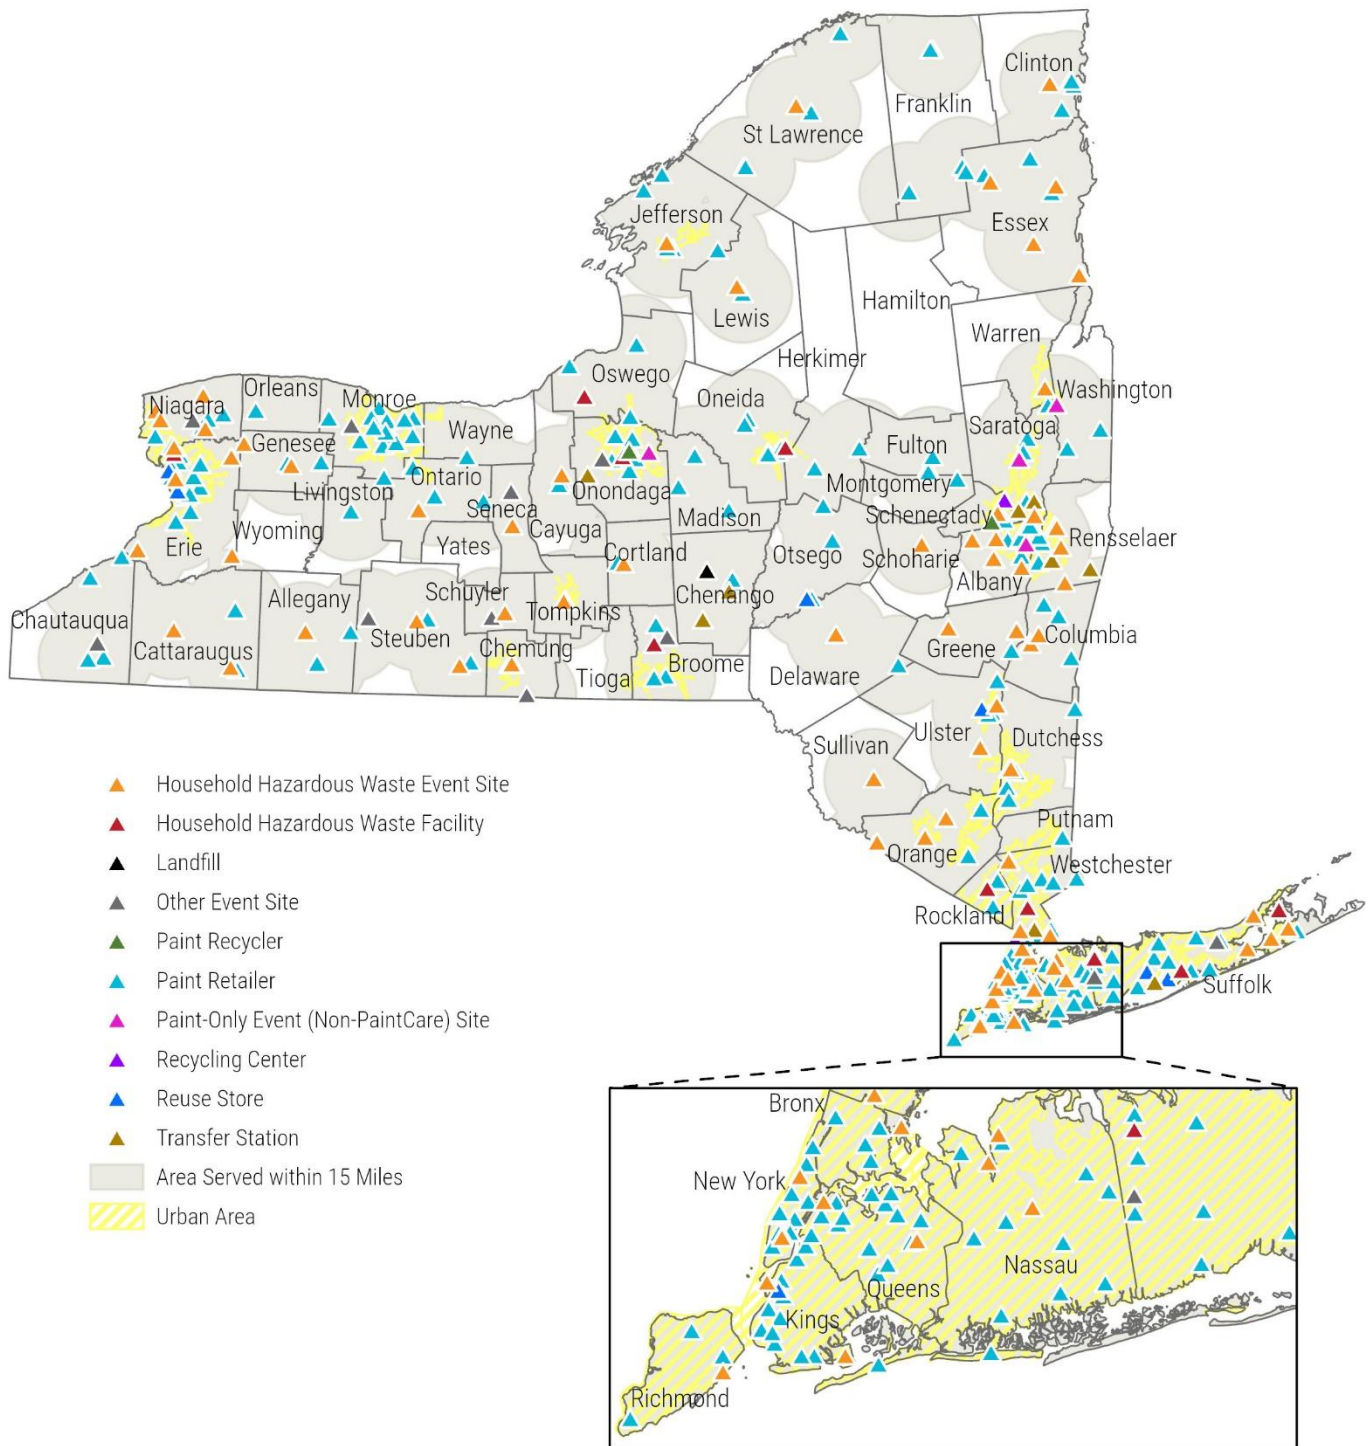 Clinton
Franklin
St Lawrence
Essex
Jefferson
Hamilton
Lewis
Warren
Herkimer
Oswego
Orleans
Oneida
Washington
Niagara
Monroe
Saratoga
Wayne
Fulton
Genesee
Ontario
Montgomery
Livingston
Seneca
Onondaga
Schenectady
Madison
Wyoming
Cayuga
Rensselaer
Yates
Erie
Cortland
Otsego
Schoharie
Albany
Schuyler
Chenango
Allegany
Tompkins
Chautauqua
Steuben
Columbia
Cattaraugus
Chemung
Greene
Broome
Tioga
Delaware
Ulster
Dutchess
Sullivan
Putnam
Orange
Westchester
Rockland
Suffolk
Household Hazardous Waste Event Site
Household Hazardous Waste Facility
Landfill
Other Event Site
Paint Recycler
Paint Retailer
Paint-Only Event (Non-PaintCare) Site
Recycling Center
Reuse Store
Transfer Station
Area Served within 15 Miles
Urban Area
Bronx
New York
Nassau
Queens
Kings
Richmond